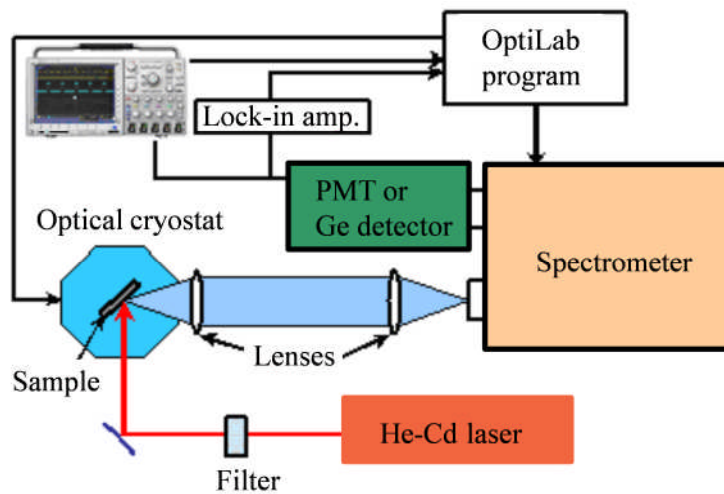 OptiLab
program
Lock-in amp.
PMT or
Ge detector
Optical cryostat
Spectrometer
Lenses
Sample
He-Cd laser
Filter